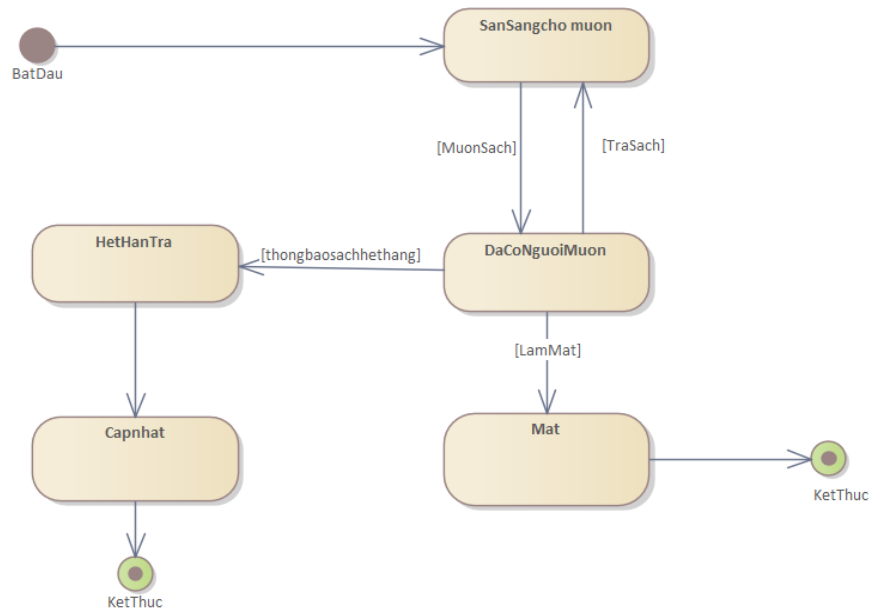 SanSangcho muon
BatDau
[MuonSach]
[TraSach]
HetHanTra
[thongbaosachhethang]
DaCoNguoiMuon
[LamMat]
Capnhat
Mat
KetThuc
KetThuc